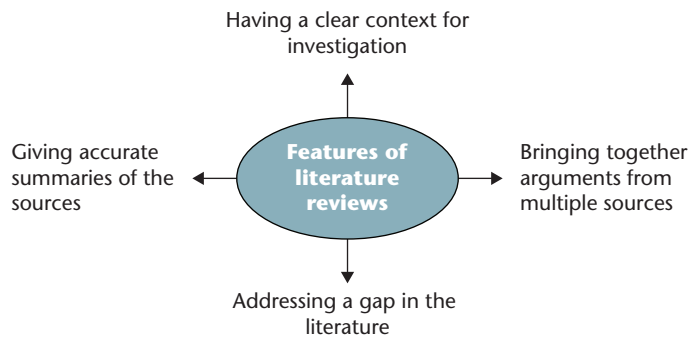 Having a clear context for
investigation
Giving accurate
summaries of the
sources
Features of
literature
reviews
Bringing together
arguments from
multiple sources
Addressing a gap in the
literature